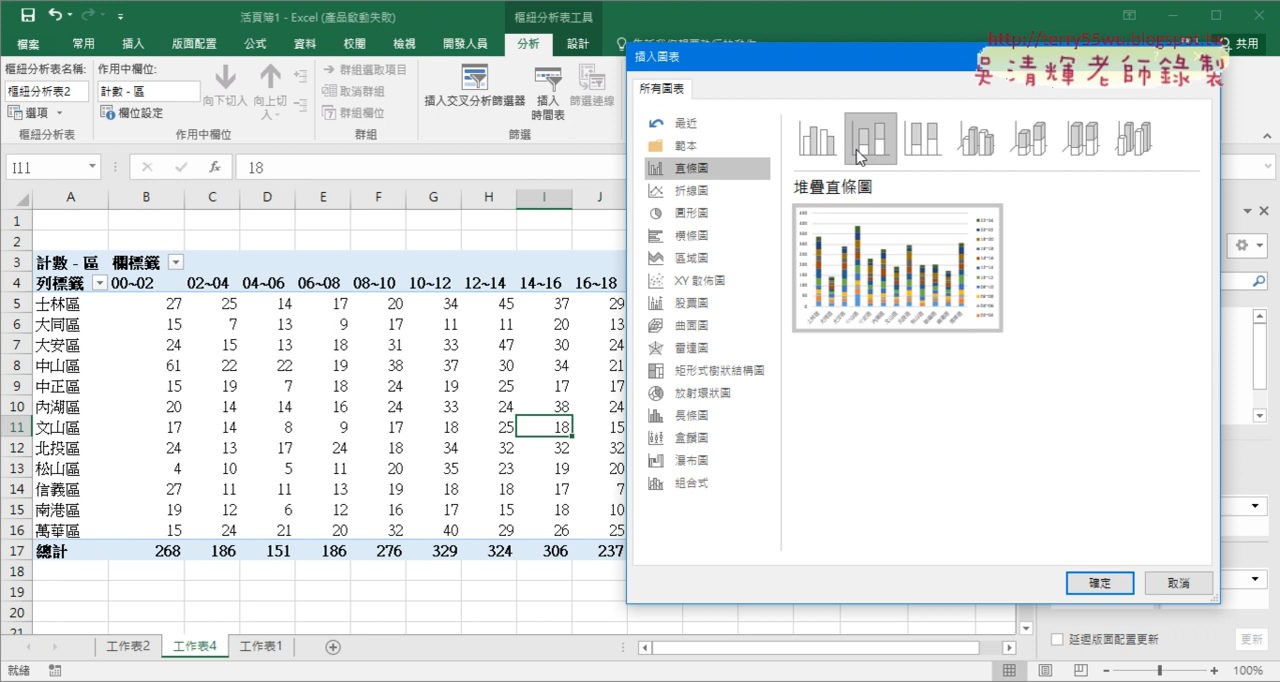 活頁簿1 - Excel (產品啟動失敗)
樞紐分析表工具
檔案 常用 插入 版面配置 公式 資料 校閱 檢視 開發人員 分析 設計
共用
http://terry55wu.blogspot.tw
吳清輝老師錄製
樞紐分析表名稱:
樞紐分析表2
選項
樞紐分析表
作用中欄位:
計數 - 區
欄位設定
向下切入 向上切入
作用中欄位
群組選取項目
取消群組
群組欄位
群組
插入交叉分析篩選器
插入時間表
篩選連線
篩選
I11
fx
18
A B C D E F G H I J
1
2
3 計數 - 區 欄標籤
4 列標籤 00~02 02~04 04~06 06~08 08~10 10~12 12~14 14~16 16~18
5 士林區 27 25 14 17 20 34 45 37 29
6 大同區 15 7 13 9 17 11 11 20 13
7 大安區 24 15 13 18 31 33 47 30 24
8 中山區 61 22 22 19 38 37 30 34 21
9 中正區 15 19 7 18 24 19 25 17 17
10 內湖區 20 14 14 16 24 33 24 38 24
11 文山區 17 14 8 9 17 18 25 18 15
12 北投區 24 13 17 24 18 34 32 32 32
13 松山區 4 10 5 11 20 35 23 19 20
14 信義區 27 11 11 13 19 18 18 17 7
15 南港區 19 12 6 12 16 17 15 18 10
16 萬華區 15 24 21 20 32 40 29 26 25
17 總計 268 186 151 186 276 329 324 306 237
18
19
20
21
插入圖表
所有圖表
最近
範本
直條圖
折線圖
圓形圖
橫條圖
區域圖
XY 散佈圖
股票圖
曲面圖
雷達圖
矩形式樹狀結構圖
放射環狀圖
長條圖
盒鬚圖
瀑布圖
組合式
堆疊直條圖
確定 取消
工作表2 工作表4 工作表1
延遲版面配置更新 更新
就緒
100%